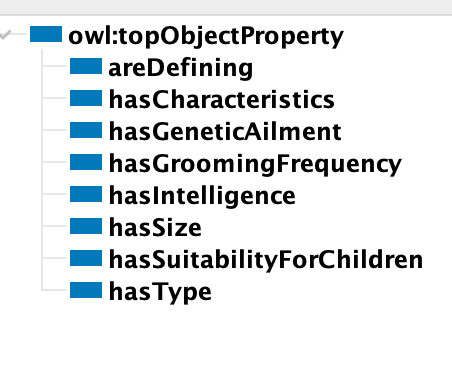 owl:topObjectProperty
areDefining
hasCharacteristics
hasGeneticAilment
hasGroomingFrequency
hasIntelligence
hasSize
hasSuitabilityForChildren
hasType